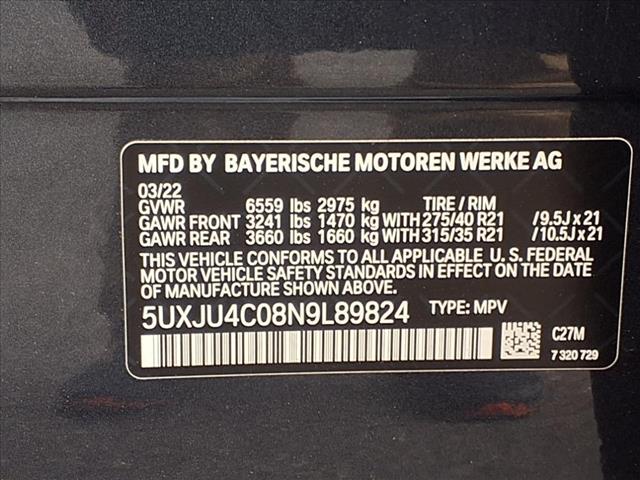 MFD BY BAYERISCHE MOTOREN WERKE AG
03/22
GVWR 6559 lbs 2975 kg TIRE / RIM
GAWR FRONT 3241 lbs 1470 kg WITH 275/40 R21 /9.5J x 21
GAWR REAR 3660 lbs 1660 kg WITH 315/35 R21 /10.5J x 21
THIS VEHICLE CONFORMS TO ALL APPLICABLE U. S. FEDERAL
MOTOR VEHICLE SAFETY STANDARDS IN EFFECT ON THE DATE
OF MANUFACTURE SHOWN ABOVE.
5UXJU4C08N9L89824 TYPE: MPV
C27M
7 320 729